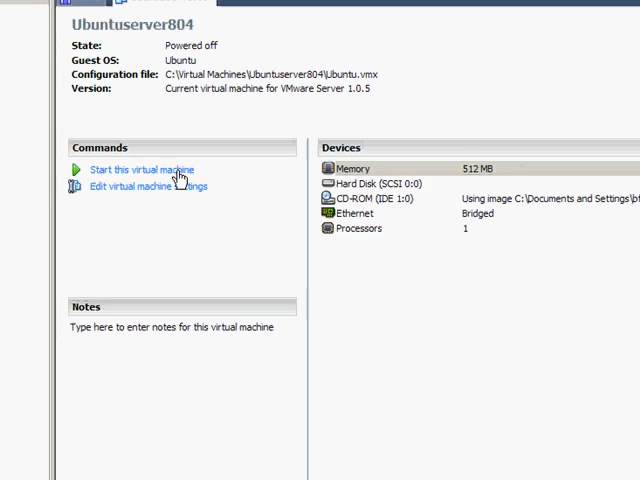 Ubuntuserver804
State: Powered off
Guest OS: Ubuntu
Configuration file: C:\Virtual Machines\Ubuntuserver804\Ubuntu.vmx
Version: Current virtual machine for VMware Server 1.0.5
Commands
Start this virtual machine
Edit virtual machine settings
Devices
Memory 512 MB
Hard Disk (SCSI 0:0)
CD-ROM (IDE 1:0) Using image C:\Documents and Settings\bf
Ethernet Bridged
Processors 1
Notes
Type here to enter notes for this virtual machine